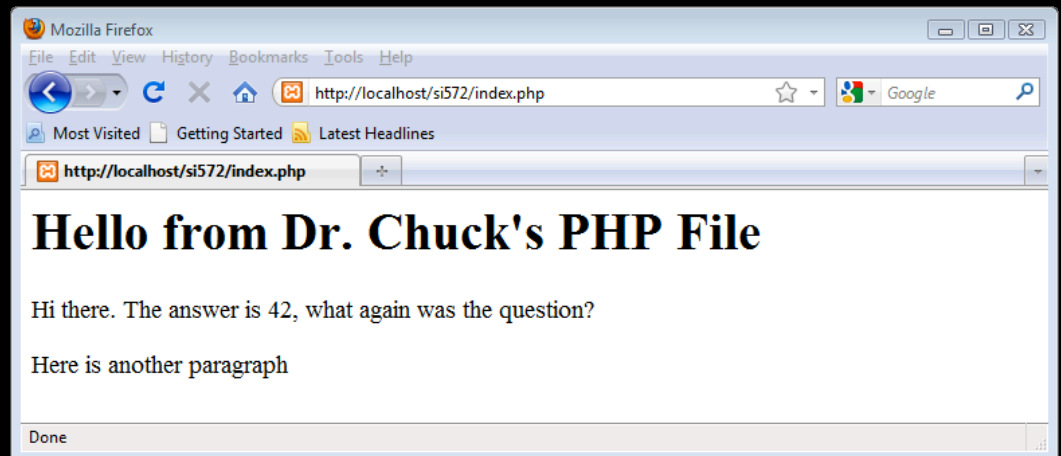 Mozilla Firefox
File Edit View History Bookmarks Tools Help
http://localhost/si572/index.php Google
Most Visited Getting Started Latest Headlines
http://localhost/si572/index.php
Hello from Dr. Chuck's PHP File
Hi there. The answer is 42, what again was the question?
Here is another paragraph
Done